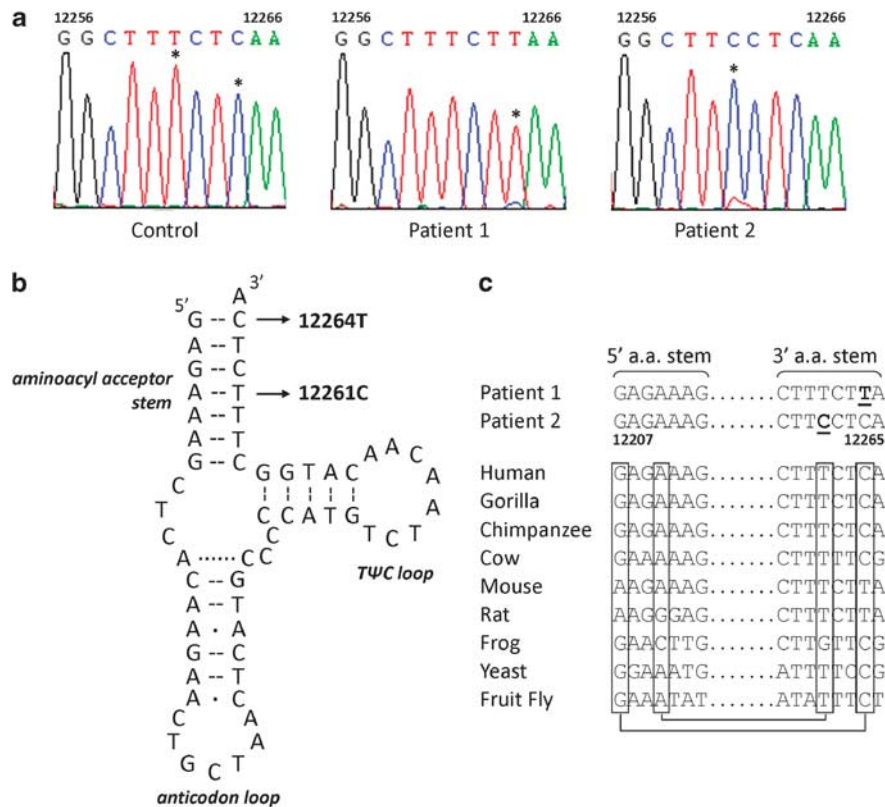 a
12256 12266
G G C T T T C T C A A
* *
Control
12256 12266
G G C T T T C T T A A
*
Patient 1
12256 12266
G G C T T C C T C A A
*
Patient 2
b
5' 3'
A
G -- C → 12264T
A -- T
G -- C
aminoacyl acceptor stem
A -- T → 12261C
A -- T
A -- T
G -- C
G G T A C A A C A A
C C A T G T C T
C T C
C C
TΨC loop
A ...... C
C -- G
A -- T
A · A
G -- C
A -- T
A · C
C T G C T A A
anticodon loop
c
5' a.a. stem 3' a.a. stem
Patient 1 GAGAAAG.......CTTTCTTA
Patient 2 GAGAAAG.......CTTCCTCA
12207 12265
Human GAGAAAG.......CTTTCTCA
Gorilla GAGAAAG.......CTTTCTCA
Chimpanzee GAGAAAG.......CTTTCTCA
Cow GAAAAAG.......CTTTTTCG
Mouse AAGAAAG.......CTTTCTTA
Rat AAGGGAG.......CTTTCTTA
Frog GAACTTG.......CTTGTTCG
Yeast GGAAATG.......ATTTTCCG
Fruit Fly GAAATAT.......ATATTTCT